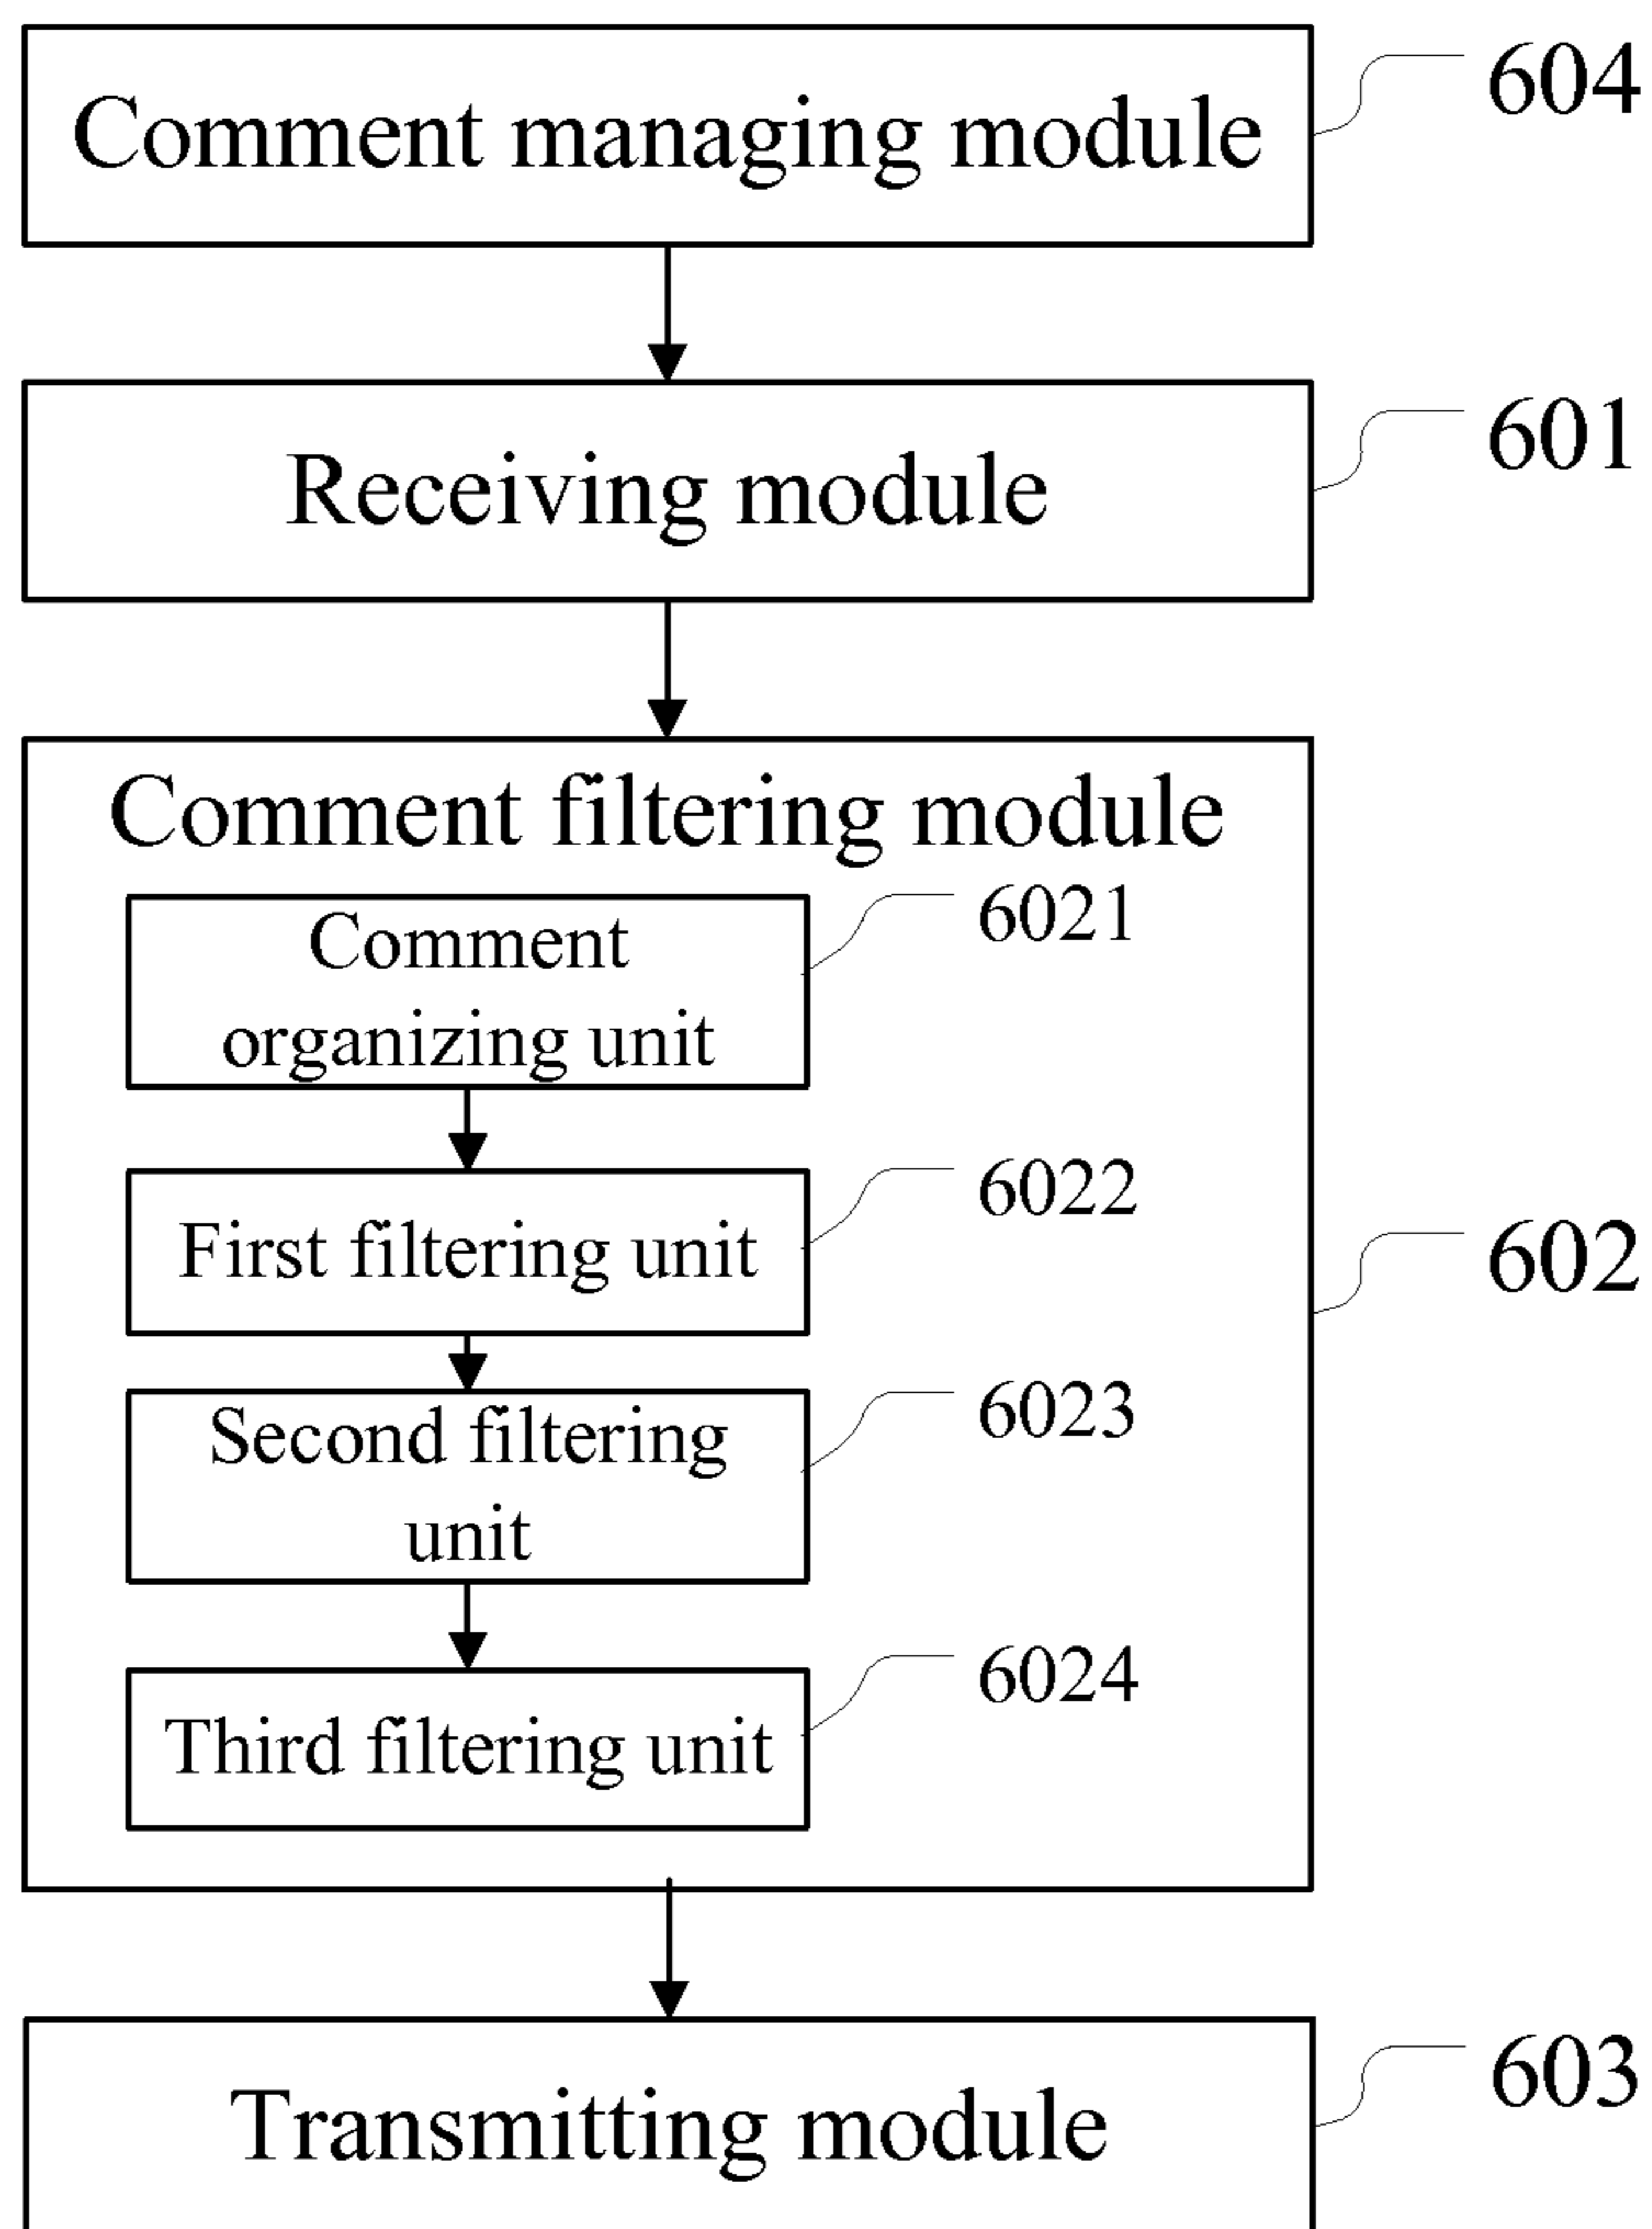 Comment managing module
604
Receiving module
601
Comment filtering module
Comment
organizing unit
6021
First filtering unit
6022
602
Second filtering
unit
6023
Third filtering unit
6024
Transmitting module
603